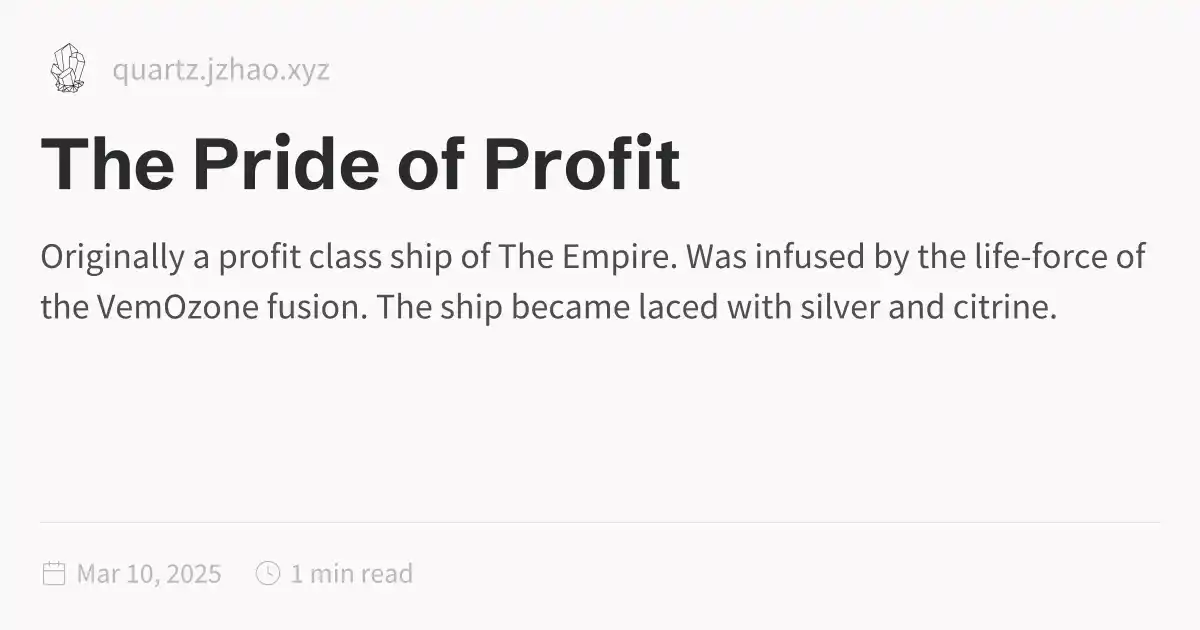 quartz.jzhao.xyz
The Pride of Profit
Originally a profit class ship of The Empire. Was infused by the life-force of
the VemOzone fusion. The ship became laced with silver and citrine.
Mar 10, 2025 1 min read